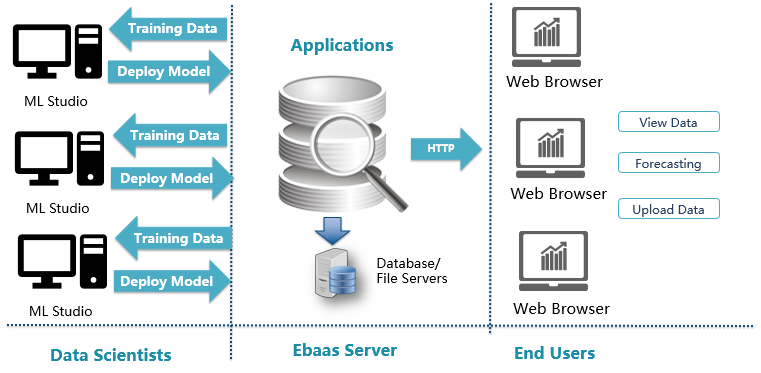 Training Data
Deploy Model
ML Studio
Training Data
Deploy Model
ML Studio
Training Data
Deploy Model
ML Studio
Data Scientists
Applications
HTTP
Database/
File Servers
Ebaas Server
Web Browser
Web Browser
Web Browser
View Data
Forecasting
Upload Data
End Users